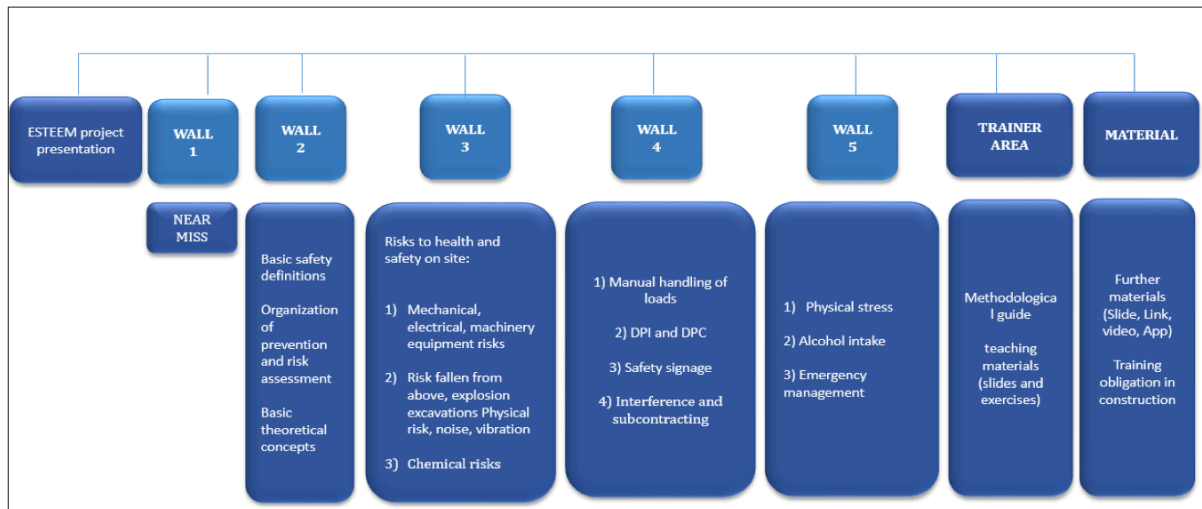 ESTEEM project
presentation
WALL
1
WALL
2
WALL
3
WALL
4
WALL
5
TRAINER
AREA
MATERIAL
NEAR
MISS
Basic safety
definitions
Organization
of
prevention
and risk
assessment
Basic
theoretical
concepts
Risks to health and
safety on site:
1) Mechanical,
electrical, machinery
equipment risks
2) Risk fallen from
above, explosion
excavations Physical
risk, noise, vibration
3) Chemical risks
1) Manual handling of
loads
2) DPI and DPC
3) Safety signage
4) Interference and
subcontracting
1) Physical stress
2) Alcohol intake
3) Emergency
management
Methodologica
l guide
teaching
materials
(slides and
exercises)
Further
materials
(Slide, Link,
video, App)
Training
obligation in
construction